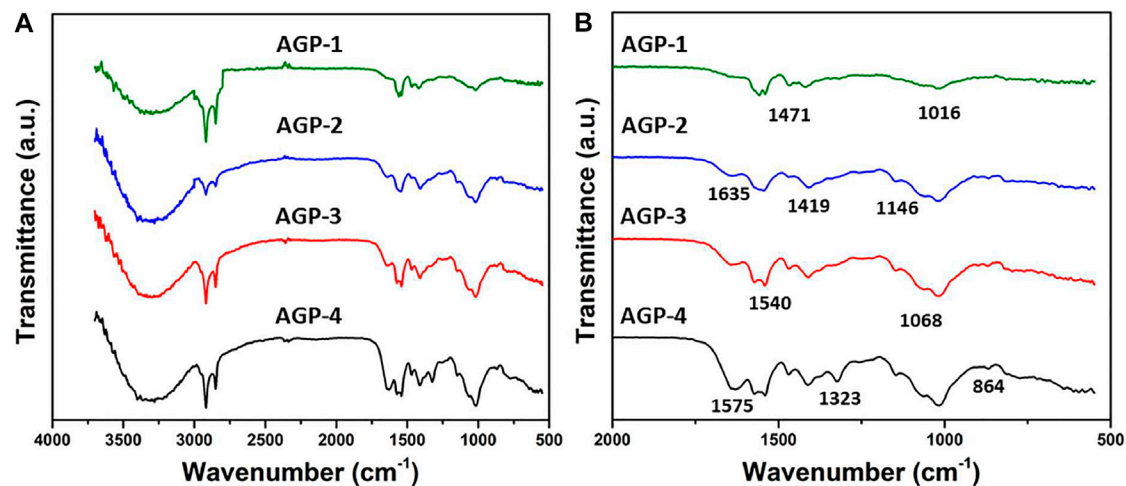 A
AGP-1
AGP-2
AGP-3
AGP-4
Transmittance (a.u.)
4000 3500 3000 2500 2000 1500 1000 500
Wavenumber (cm⁻¹)
B
AGP-1
1471 1016
AGP-2
1635 1419 1146
AGP-3
1540 1068
AGP-4
1575 1323 864
Transmittance (a.u.)
2000 1500 1000 500
Wavenumber (cm⁻¹)